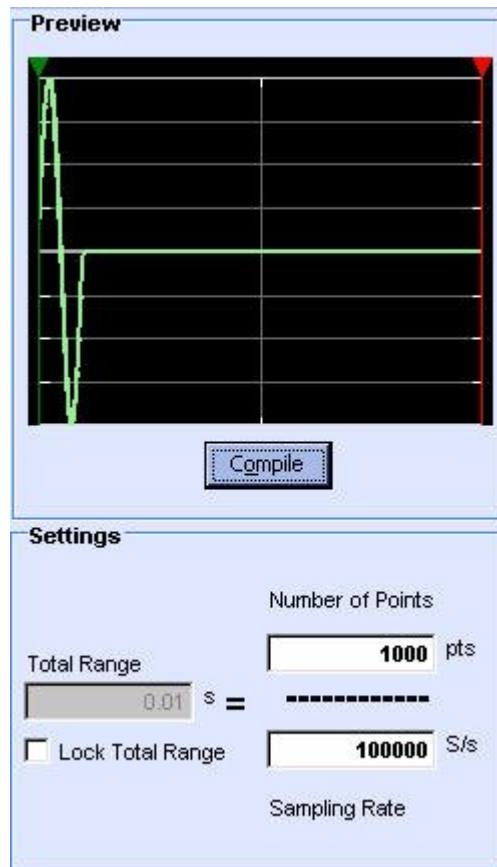 Preview
Compile
Settings
Number of Points
1000 pts
Total Range
0.01 s =
------------
Lock Total Range
100000 S/s
Sampling Rate